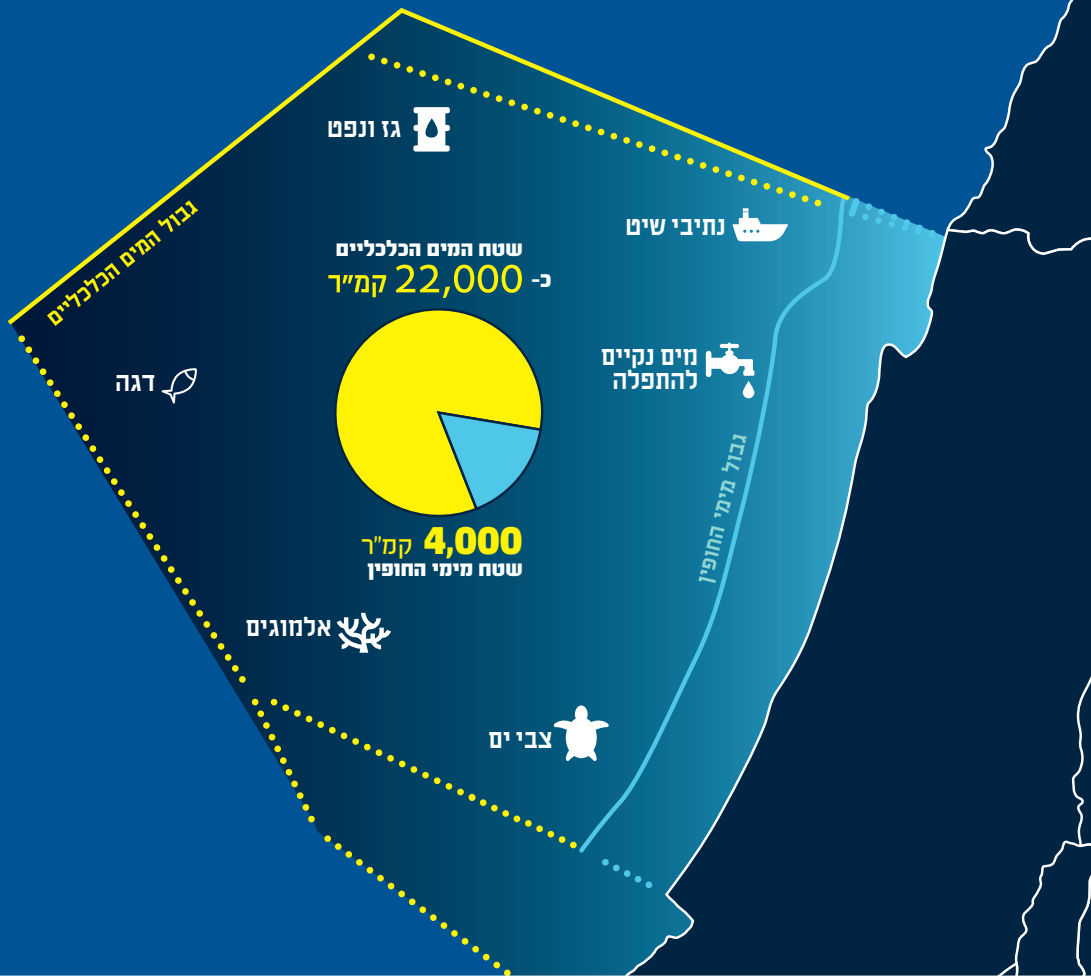 גז ונפט
נתיבי שיט
גבול המים הכלכליים
שטח המים הכלכליים
כ- 22,000 קמ״ר
מים נקיים
להתפלה
דגה
גבול מימי החופין
4,000 קמ"ר
שטח מימי החופין
אלמוגים
צבי ים